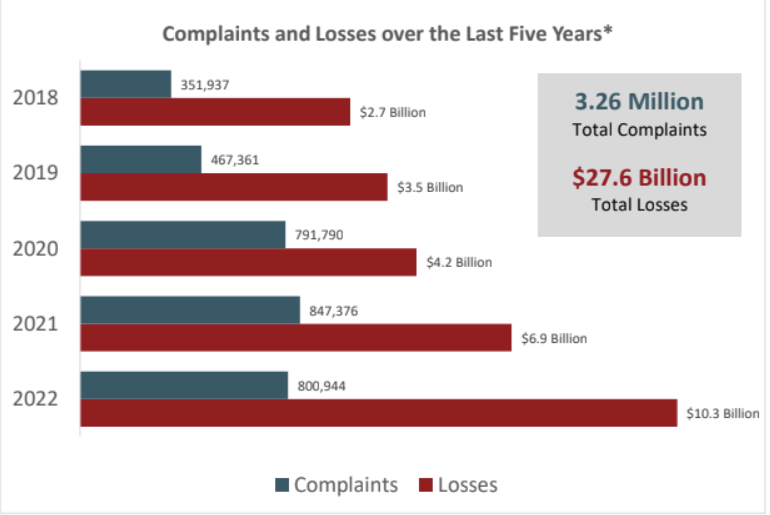 Complaints and Losses over the Last Five Years*
2018
351,937
$2.7 Billion
3.26 Million
Total Complaints
$27.6 Billion
Total Losses
2019
467,361
$3.5 Billion
2020
791,790
$4.2 Billion
2021
847,376
$6.9 Billion
2022
800,944
$10.3 Billion
Complaints Losses